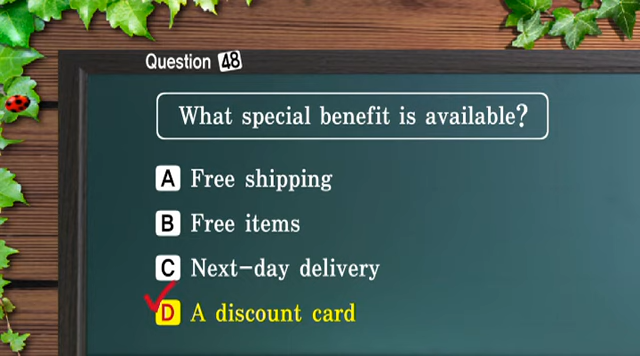 Question 48
What special benefit is available?
A Free shipping
B Free items
C Next-day delivery
D A discount card